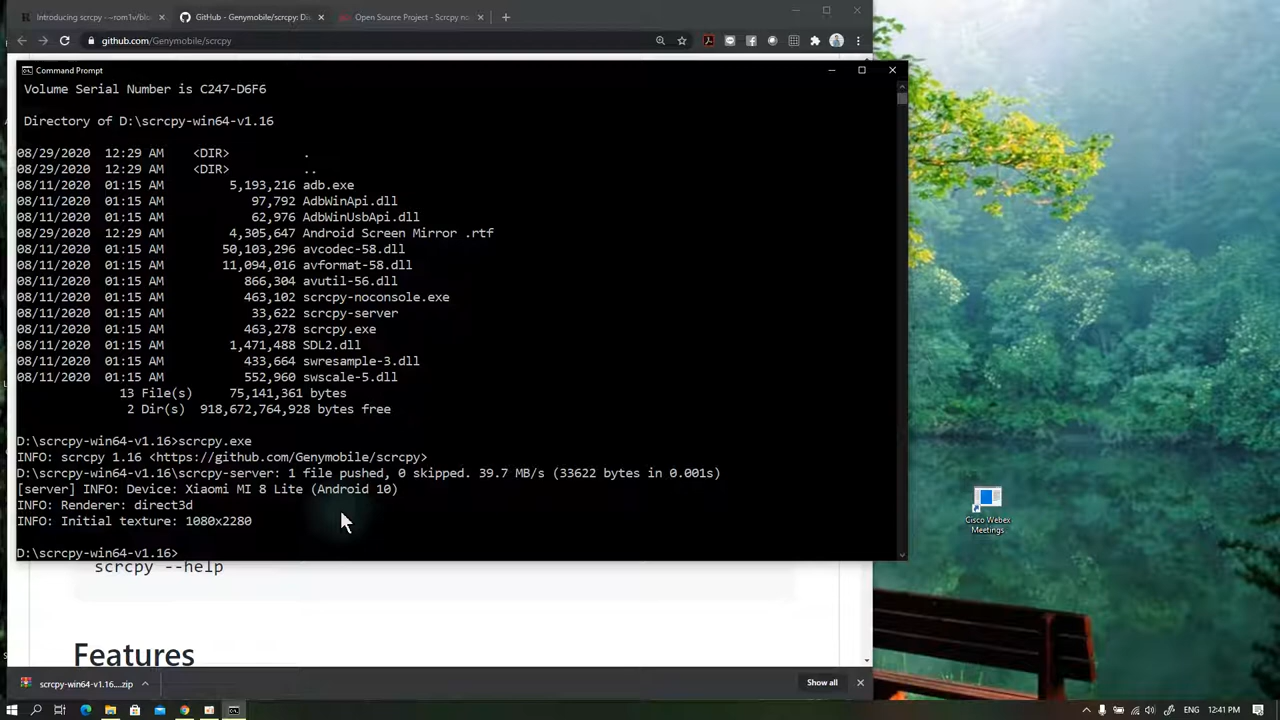 Introducing scrcpy – ~rom1v/blo
GitHub - Genymobile/scrcpy: Di
Open Source Project - Scrcpy no
github.com/Genymobile/scrcpy
Command Prompt
Volume Serial Number is C247-D6F6
Directory of D:\scrcpy-win64-v1.16
08/29/2020  12:29 AM    <DIR>          .
08/29/2020  12:29 AM    <DIR>          ..
08/11/2020  01:15 AM         5,193,216 adb.exe
08/11/2020  01:15 AM            97,792 AdbWinApi.dll
08/11/2020  01:15 AM            62,976 AdbWinUsbApi.dll
08/29/2020  12:29 AM         4,305,647 Android Screen Mirror .rtf
08/11/2020  01:15 AM        50,103,296 avcodec-58.dll
08/11/2020  01:15 AM        11,094,016 avformat-58.dll
08/11/2020  01:15 AM           866,304 avutil-56.dll
08/11/2020  01:15 AM           463,102 scrcpy-noconsole.exe
08/11/2020  01:15 AM            33,622 scrcpy-server
08/11/2020  01:15 AM           463,278 scrcpy.exe
08/11/2020  01:15 AM         1,471,488 SDL2.dll
08/11/2020  01:15 AM           433,664 swresample-3.dll
08/11/2020  01:15 AM           552,960 swscale-5.dll
13 File(s)     75,141,361 bytes
2 Dir(s)  918,672,764,928 bytes free
D:\scrcpy-win64-v1.16>scrcpy.exe
INFO: scrcpy 1.16 <https://github.com/Genymobile/scrcpy>
D:\scrcpy-win64-v1.16\scrcpy-server: 1 file pushed, 0 skipped. 39.7 MB/s (33622 bytes in 0.001s)
[server] INFO: Device: Xiaomi MI 8 Lite (Android 10)
INFO: Renderer: direct3d
INFO: Initial texture: 1080x2280
D:\scrcpy-win64-v1.16>
Cisco Webex
Meetings
scrcpy --help
Features
scrcpy-win64-v1.16....zip
Show all
ENG
12:41 PM